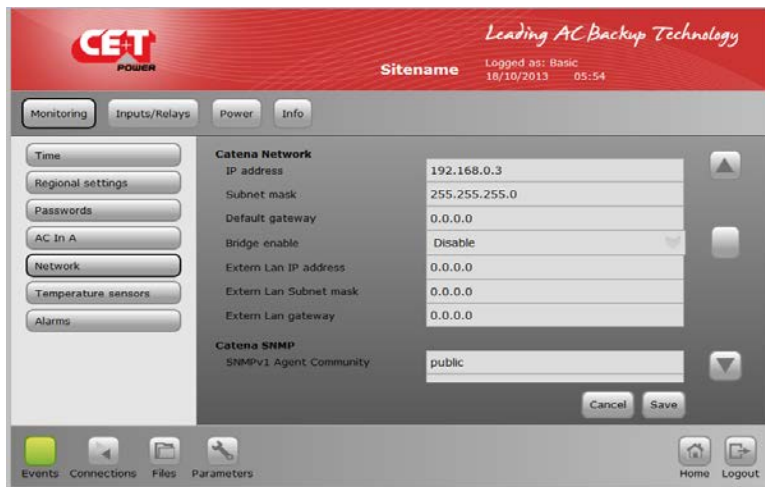 CE+T
POWER
Leading AC Backup Technology
Sitename
Logged as: Basic
18/10/2013 05:54
Monitoring Inputs/Relays Power Info
Time
Regional settings
Passwords
AC In A
Network
Temperature sensors
Alarms
Catena Network
IP address 192.168.0.3
Subnet mask 255.255.255.0
Default gateway 0.0.0.0
Bridge enable Disable
Extern Lan IP address 0.0.0.0
Extern Lan Subnet mask 0.0.0.0
Extern Lan gateway 0.0.0.0
Catena SNMP
SNMPv1 Agent Community public
Cancel Save
Events Connections Files Parameters Home Logout